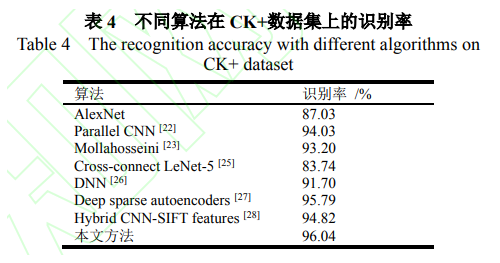 表 4 不同算法在 CK+数据集上的识别率
Table 4 The recognition accuracy with different algorithms on
CK+ dataset
算法 识别率 /%
AlexNet 87.03
Parallel CNN [22] 94.03
Mollahosseini [23] 93.20
Cross-connect LeNet-5 [25] 83.74
DNN [26] 91.70
Deep sparse autoencoders [27] 95.79
Hybrid CNN-SIFT features [28] 94.82
本文方法 96.04